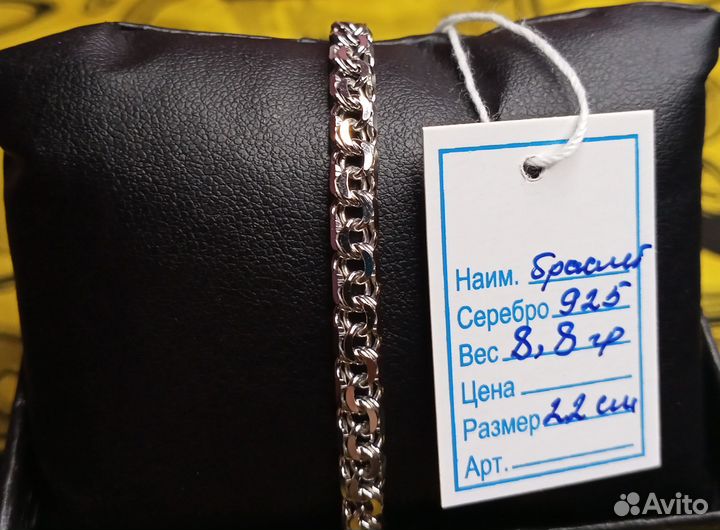 Наим. браслет
Серебро 925
Вес 8,8 гр
Цена
Размер 22 см
Арт.
Avito